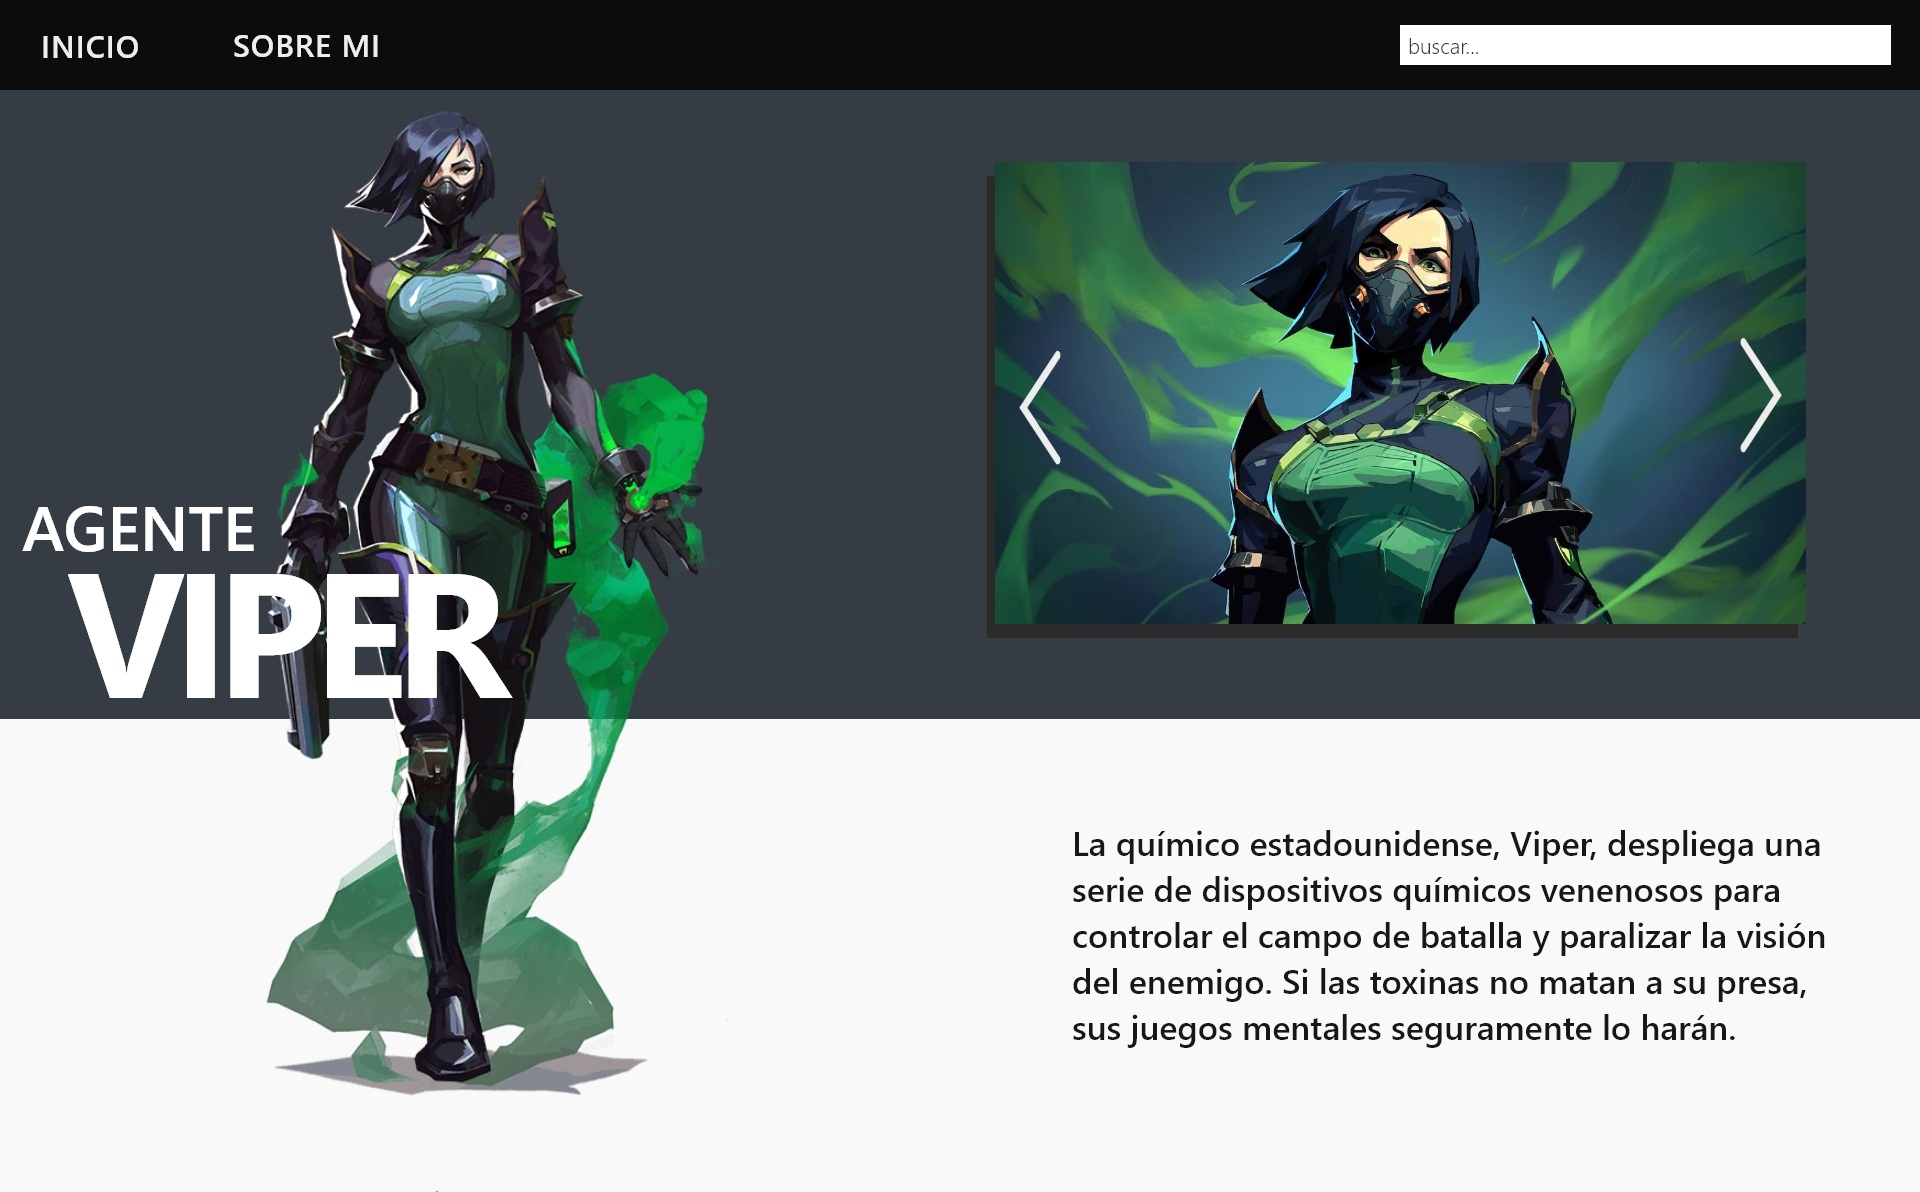 INICIO
SOBRE MI
buscar...
AGENTE
VIPER
La químico estadounidense, Viper, despliega una
serie de dispositivos químicos venenosos para
controlar el campo de batalla y paralizar la visión
del enemigo. Si las toxinas no matan a su presa,
sus juegos mentales seguramente lo harán.